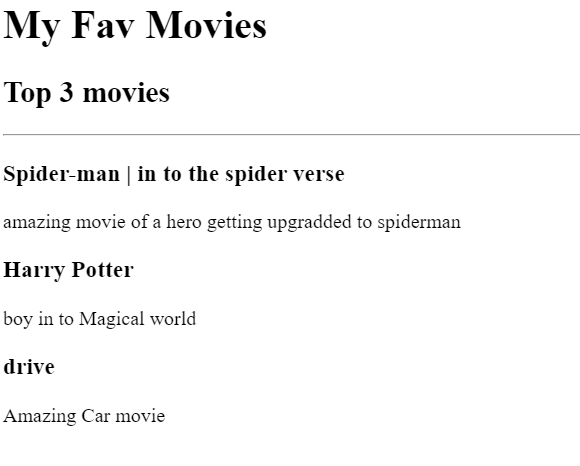 My Fav Movies
Top 3 movies
Spider-man | in to the spider verse
amazing movie of a hero getting upgradded to spiderman
Harry Potter
boy in to Magical world
drive
Amazing Car movie